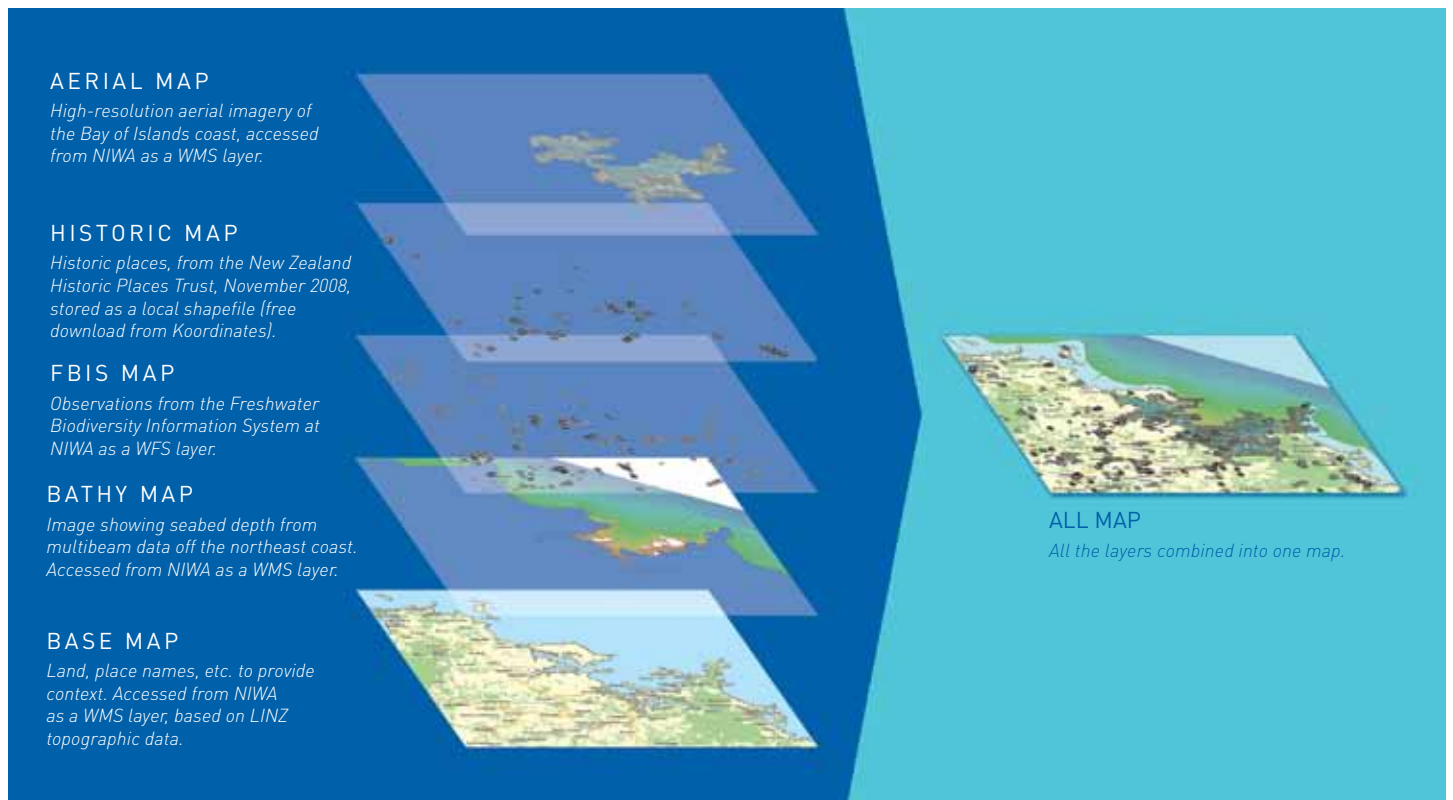 AERIAL MAP
High-resolution aerial imagery of
the Bay of Islands coast, accessed
from NIWA as a WMS layer.
HISTORIC MAP
Historic places, from the New Zealand
Historic Places Trust, November 2008,
stored as a local shapefile (free
download from Koordinates).
FBIS MAP
Observations from the Freshwater
Biodiversity Information System at
NIWA as a WFS layer.
BATHY MAP
Image showing seabed depth from
multibeam data off the northeast coast.
Accessed from NIWA as a WMS layer.
BASE MAP
Land, place names, etc. to provide
context. Accessed from NIWA
as a WMS layer, based on LINZ
topographic data.
ALL MAP
All the layers combined into one map.